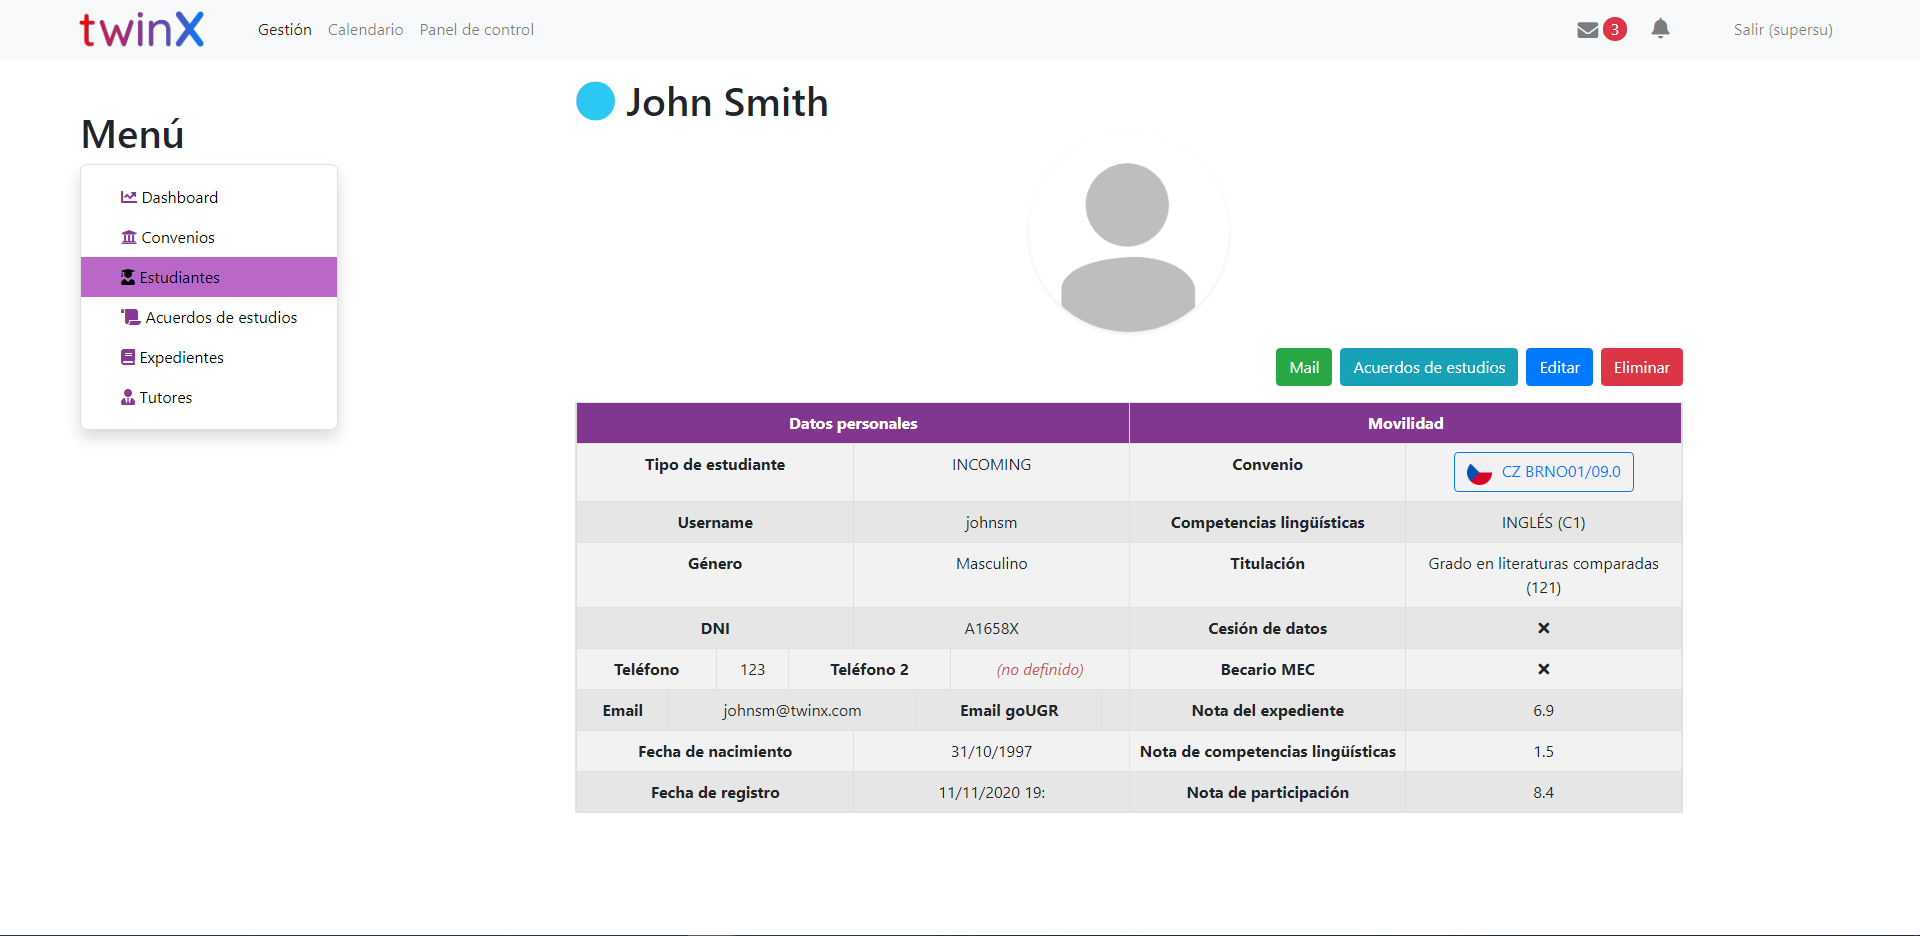 twinX
Gestión Calendario Panel de control
3
Salir (supersu)
Menú
Dashboard
Convenios
Estudiantes
Acuerdos de estudios
Expedientes
Tutores
John Smith
Mail Acuerdos de estudios Editar Eliminar
Datos personales Movilidad
Tipo de estudiante INCOMING Convenio CZ BRNO01/09.0
Username johnsm Competencias lingüísticas INGLÉS (C1)
Género Masculino Titulación Grado en literaturas comparadas
(121)
DNI A1658X Cesión de datos
Teléfono 123 Teléfono 2 (no definido) Becario MEC
Email johnsm@twinx.com Email goUGR Nota del expediente 6.9
Fecha de nacimiento 31/10/1997 Nota de competencias lingüísticas 1.5
Fecha de registro 11/11/2020 19: Nota de participación 8.4